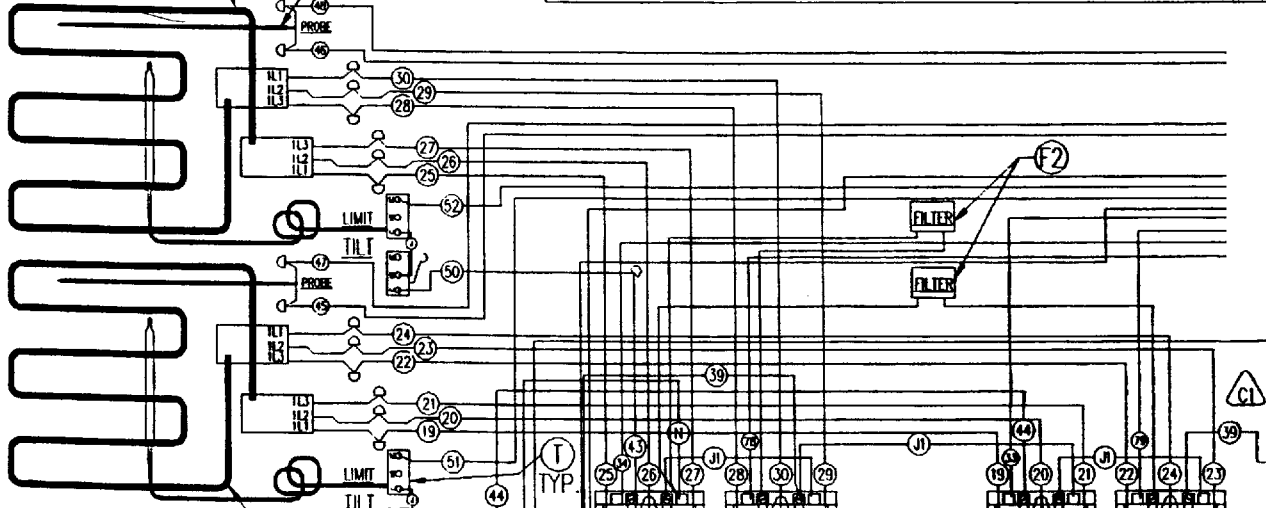 48
PROBE
46
1L1 30
1L2 29
1L3 28
1L3 27
1L2 26
1L1 25
F2
52
LIMIT
FILTER
TILT
47
50
PROBE
FILTER
45
1L1 24
1L2 23
1L3 22
39
C1
1L3 21
1L2 20
1L1 19
N
44
39
43
J1
J1
J1
51
T
TYP.
34
LIMIT
25 26 27 28 30 29 19 20 21 22 24 23
44
TILT